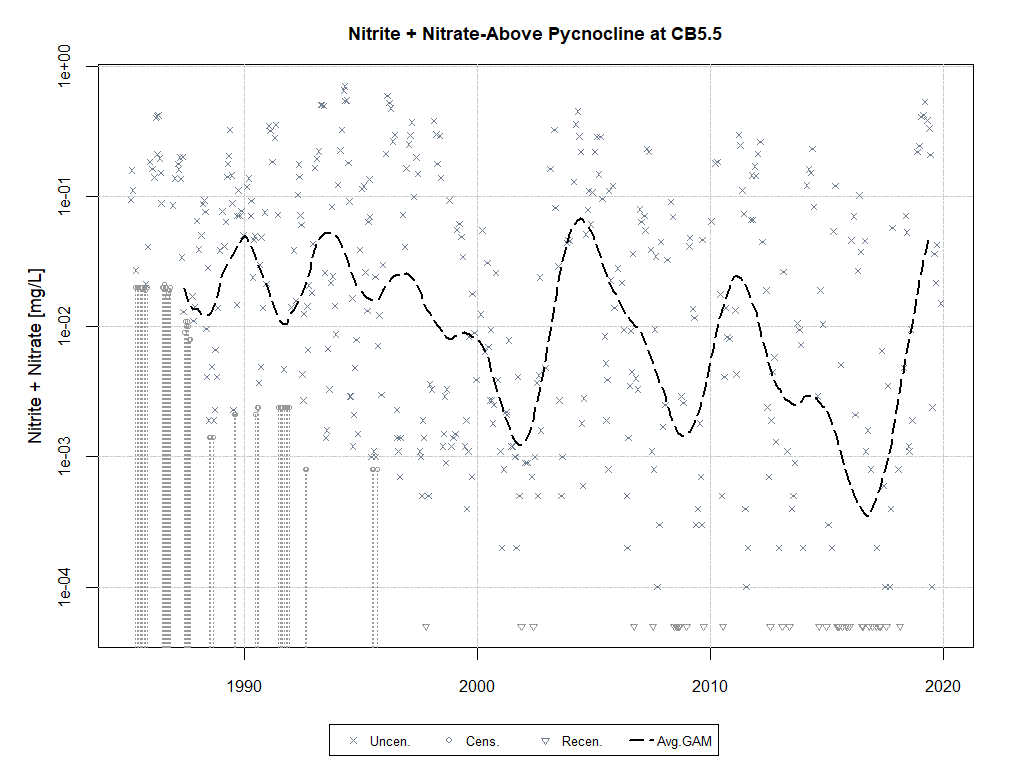 Nitrite + Nitrate-Above Pycnocline at CB5.5
Nitrite + Nitrate [mg/L]
1e+00
1e-01
1e-02
1e-03
1e-04
1990
2000
2010
2020
Uncen.
Cens.
Recen.
Avg.GAM